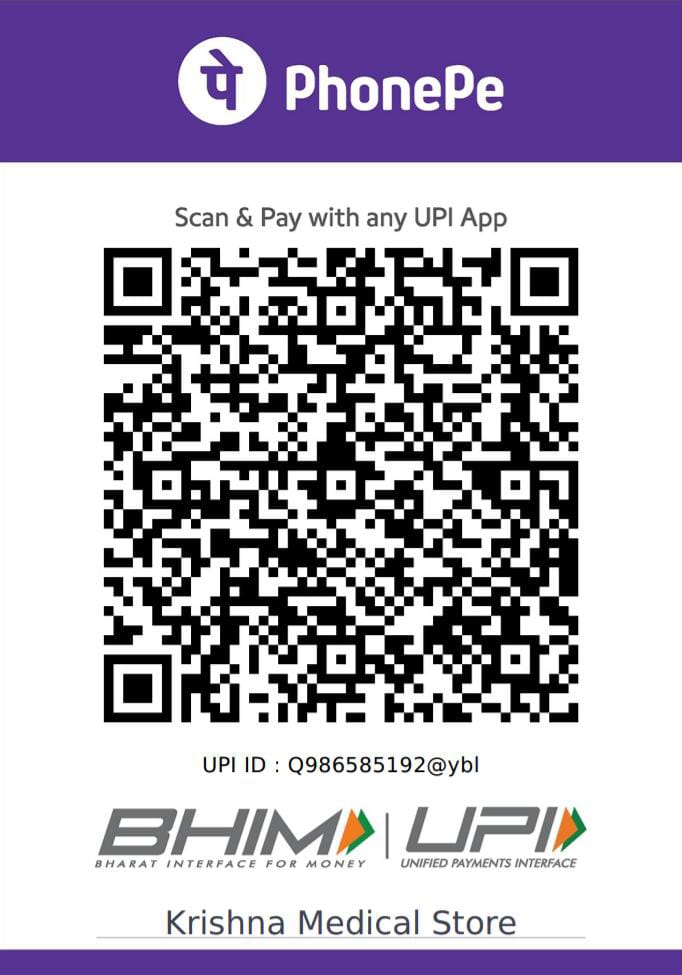 पे PhonePe
Scan & Pay with any UPI App
UPI ID : Q986585192@ybl
BHIM | UPI
BHARAT INTERFACE FOR MONEY UNIFIED PAYMENTS INTERFACE
Krishna Medical Store